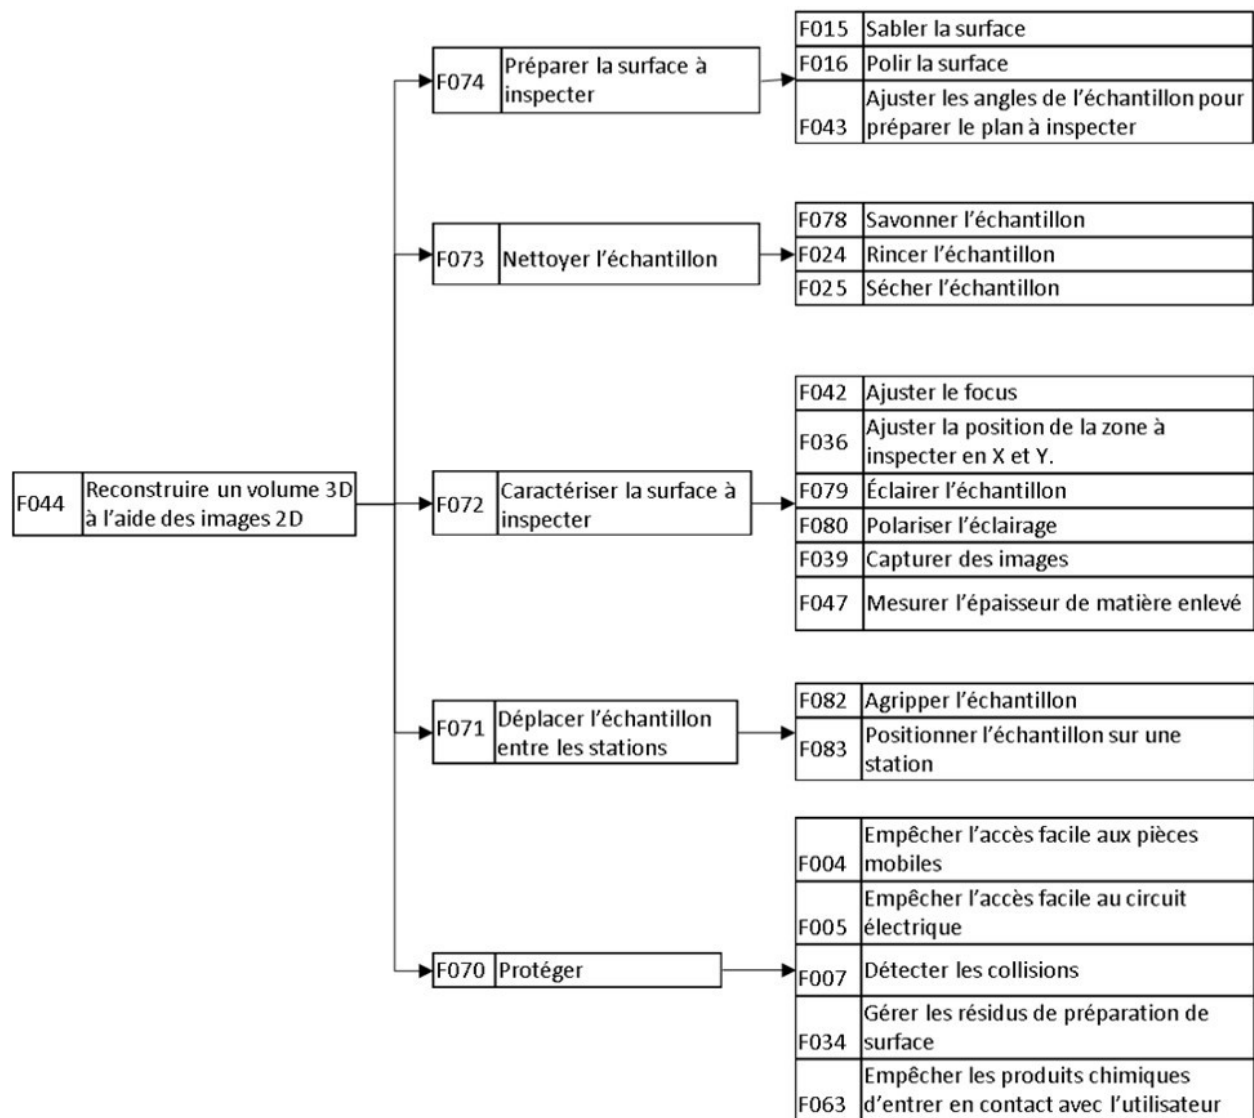 F044 Reconstruire un volume 3D
à l'aide des images 2D
F074 Préparer la surface à
inspecter
F015 Sabler la surface
F016 Polir la surface
F043 Ajuster les angles de l'échantillon pour
préparer le plan à inspecter
F073 Nettoyer l'échantillon
F078 Savonner l'échantillon
F024 Rincer l'échantillon
F025 Sécher l'échantillon
F072 Caractériser la surface à
inspecter
F042 Ajuster le focus
F036 Ajuster la position de la zone à
inspecter en X et Y.
F079 Éclairer l'échantillon
F080 Polariser l'éclairage
F039 Capturer des images
F047 Mesurer l'épaisseur de matière enlevé
F071 Déplacer l'échantillon
entre les stations
F082 Agripper l'échantillon
F083 Positionner l'échantillon sur une
station
F070 Protéger
F004 Empêcher l'accès facile aux pièces
mobiles
F005 Empêcher l'accès facile au circuit
électrique
F007 Détecter les collisions
F034 Gérer les résidus de préparation de
surface
F063 Empêcher les produits chimiques
d'entrer en contact avec l'utilisateur